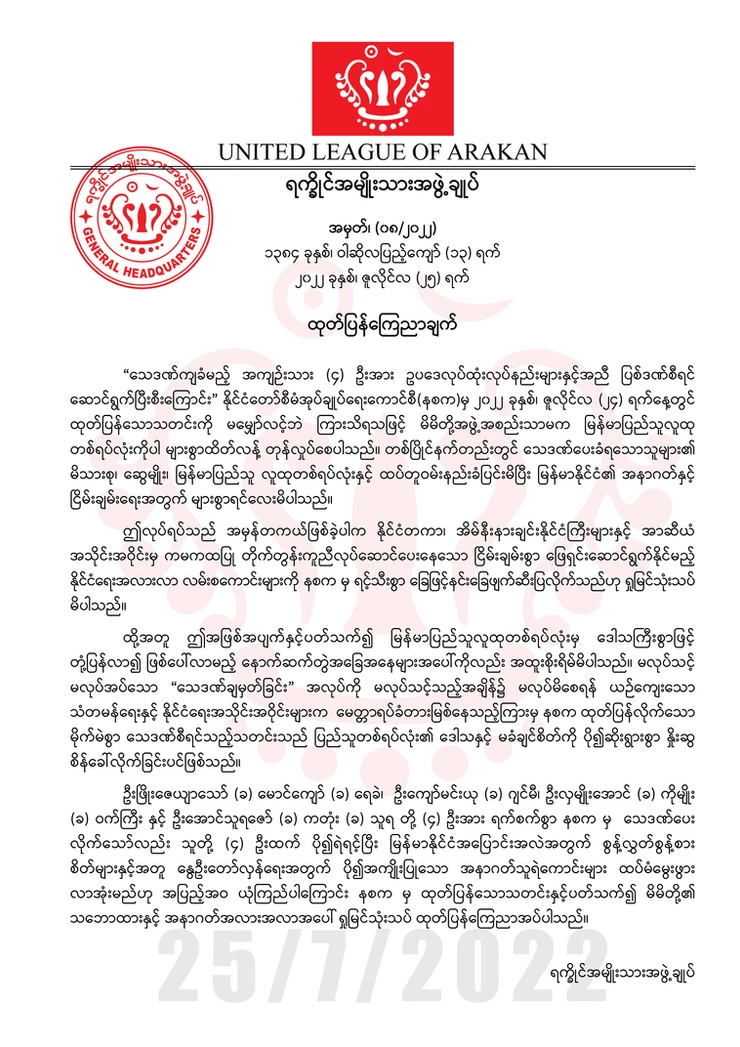 UNITED LEAGUE OF ARAKAN
ရက္ခိုင်အမျိုးသားအဖွဲ့ချုပ်
ရက္ခိုင်အမျိုးသားအဖွဲ့ချုပ်
GENERAL HEADQUARTERS
အမှတ်၊ (၀၈/၂၀၂၂)
၁၃၈၄ ခုနှစ်၊ ဝါဆိုလပြည့်ကျော် (၁၃) ရက်
၂၀၂၂ ခုနှစ်၊ ဇူလိုင်လ (၂၅) ရက်
ထုတ်ပြန်ကြေညာချက်
“သေဒဏ်ကျခံမည့် အကျဉ်းသား (၄) ဦးအား ဥပဒေလုပ်ထုံးလုပ်နည်းများနှင့်အညီ ပြစ်ဒဏ်စီရင်
ဆောင်ရွက်ပြီးစီးကြောင်း” နိုင်ငံတော်စီမံအုပ်ချုပ်ရေးကောင်စီ(နစက)မှ ၂၀၂၂ ခုနှစ်၊ ဇူလိုင်လ (၂၄) ရက်နေ့တွင်
ထုတ်ပြန်သောသတင်းကို မမျှော်လင့်ဘဲ ကြားသိရသဖြင့် မိမိတို့အဖွဲ့အစည်းသာမက မြန်မာပြည်သူလူထု
တစ်ရပ်လုံးကိုပါ များစွာထိတ်လန့် တုန်လှုပ်စေပါသည်။ တစ်ပြိုင်နက်တည်းတွင် သေဒဏ်ပေးခံရသောသူများ၏
မိသားစု၊ ဆွေမျိုး၊ မြန်မာပြည်သူ လူထုတစ်ရပ်လုံးနှင့် ထပ်တူဝမ်းနည်းခံပြင်းမိပြီး မြန်မာနိုင်ငံ၏ အနာဂတ်နှင့်
ငြိမ်းချမ်းရေးအတွက် များစွာရင်လေးမိပါသည်။
ဤလုပ်ရပ်သည် အမှန်တကယ်ဖြစ်ခဲ့ပါက နိုင်ငံတကာ၊ အိမ်နီးနားချင်းနိုင်ငံကြီးများနှင့် အာဆီယံ
အသိုင်းအဝိုင်းမှ ကမကထပြု တိုက်တွန်းကူညီလုပ်ဆောင်ပေးနေသော ငြိမ်းချမ်းစွာ ဖြေရှင်းဆောင်ရွက်နိုင်မည့်
နိုင်ငံရေးအလားလာ လမ်းစကြောင်းများကို နစက မှ ရင့်သီးစွာ ခြေဖြင့်နင်းခြေဖျက်ဆီးပြလိုက်သည်ဟု ရှုမြင်သုံးသပ်
မိပါသည်။
ထို့အတူ ဤအဖြစ်အပျက်နှင့်ပတ်သက်၍ မြန်မာပြည်သူလူထုတစ်ရပ်လုံးမှ ဒေါသကြီးစွာဖြင့်
တုံ့ပြန်လာ၍ ဖြစ်ပေါ်လာမည့် နောက်ဆက်တွဲအခြေအနေများအပေါ်ကိုလည်း အထူးစိုးရိမ်မိပါသည်။ မလုပ်သင့်
မလုပ်အပ်သော “သေဒဏ်ချမှတ်ခြင်း” အလုပ်ကို မလုပ်သင့်သည့်အချိန်၌ မလုပ်မိစေရန် ယဉ်ကျေးသော
သံတမန်ရေးနှင့် နိုင်ငံရေးအသိုင်းအဝိုင်းများက မေတ္တာရပ်ခံတားမြစ်နေသည့်ကြားမှ နစက ထုတ်ပြန်လိုက်သော
မိုက်မဲစွာ သေဒဏ်စီရင်သည့်သတင်းသည် ပြည်သူတစ်ရပ်လုံး၏ ဒေါသနှင့် မခံချင်စိတ်ကို ပို၍ဆိုးရွားစွာ နှိုးဆွ
စိန်ခေါ်လိုက်ခြင်းပင်ဖြစ်သည်။
ဦးဖြိုးဇေယျာသော် (ခ) မောင်ကျော် (ခ) ရေခဲ၊ ဦးကျော်မင်းယု (ခ) ဂျင်မီ၊ ဦးလှမျိုးအောင် (ခ) ကိုမျိုး
(ခ) ဝက်ကြီး နှင့် ဦးအောင်သူရဇော် (ခ) ကတုံး (ခ) သူရ တို့ (၄) ဦးအား ရက်စက်စွာ နစက မှ သေဒဏ်ပေး
လိုက်သော်လည်း သူတို့ (၄) ဦးထက် ပို၍ရဲရင့်ပြီး မြန်မာနိုင်ငံအပြောင်းအလဲအတွက် စွန့်လွှတ်စွန့်စား
စိတ်များနှင့်အတူ နွေဦးတော်လှန်ရေးအတွက် ပို၍အကျိုးပြုသော အနာဂတ်သူရဲကောင်းများ ထပ်မံမွေးဖွား
လာအုံးမည်ဟု အပြည့်အဝ ယုံကြည်ပါကြောင်း နစက မှ ထုတ်ပြန်သောသတင်းနှင့်ပတ်သက်၍ မိမိတို့၏
သဘောထားနှင့် အနာဂတ်အလားအလာအပေါ် ရှုမြင်သုံးသပ် ထုတ်ပြန်ကြေညာအပ်ပါသည်။
ရက္ခိုင်အမျိုးသားအဖွဲ့ချုပ်
25/7/2022